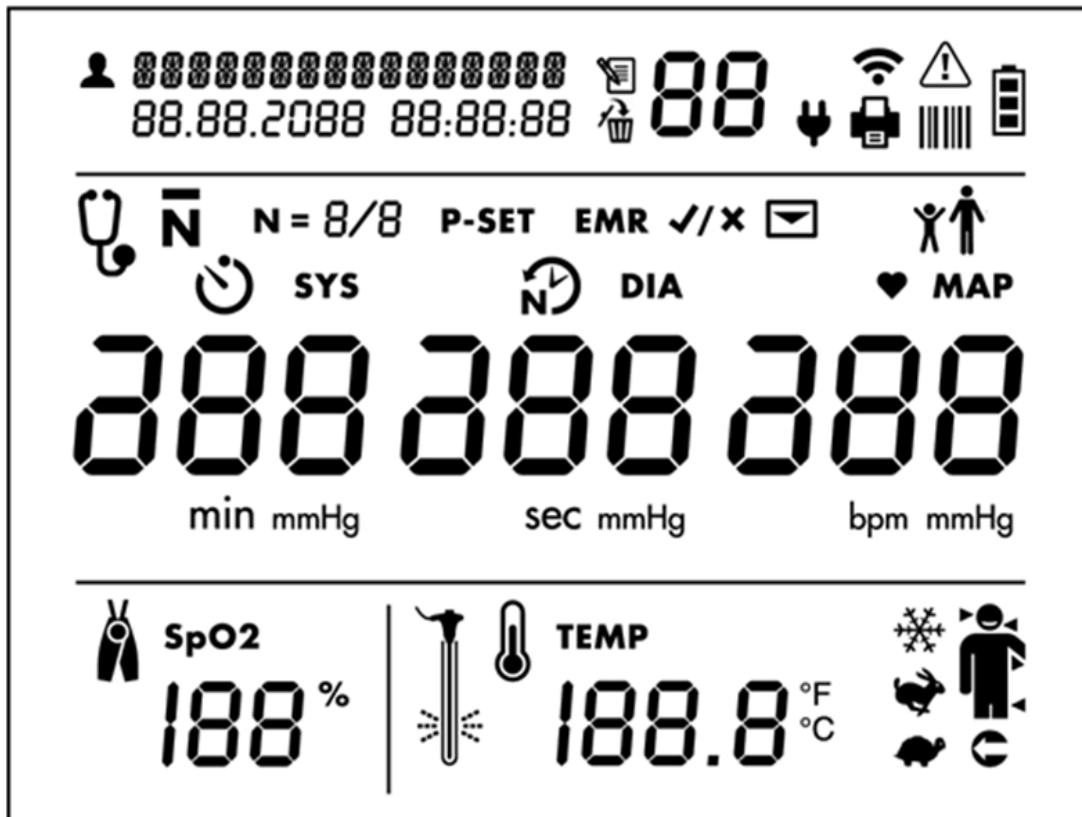 88888888888888888 88
88.88.2088 88:88:88
N N = 8/8 P-SET EMR ✓/✗
SYS N DIA MAP
288 288 288
min mmHg sec mmHg bpm mmHg
SpO2 TEMP
188 % 188.8 °F
°C